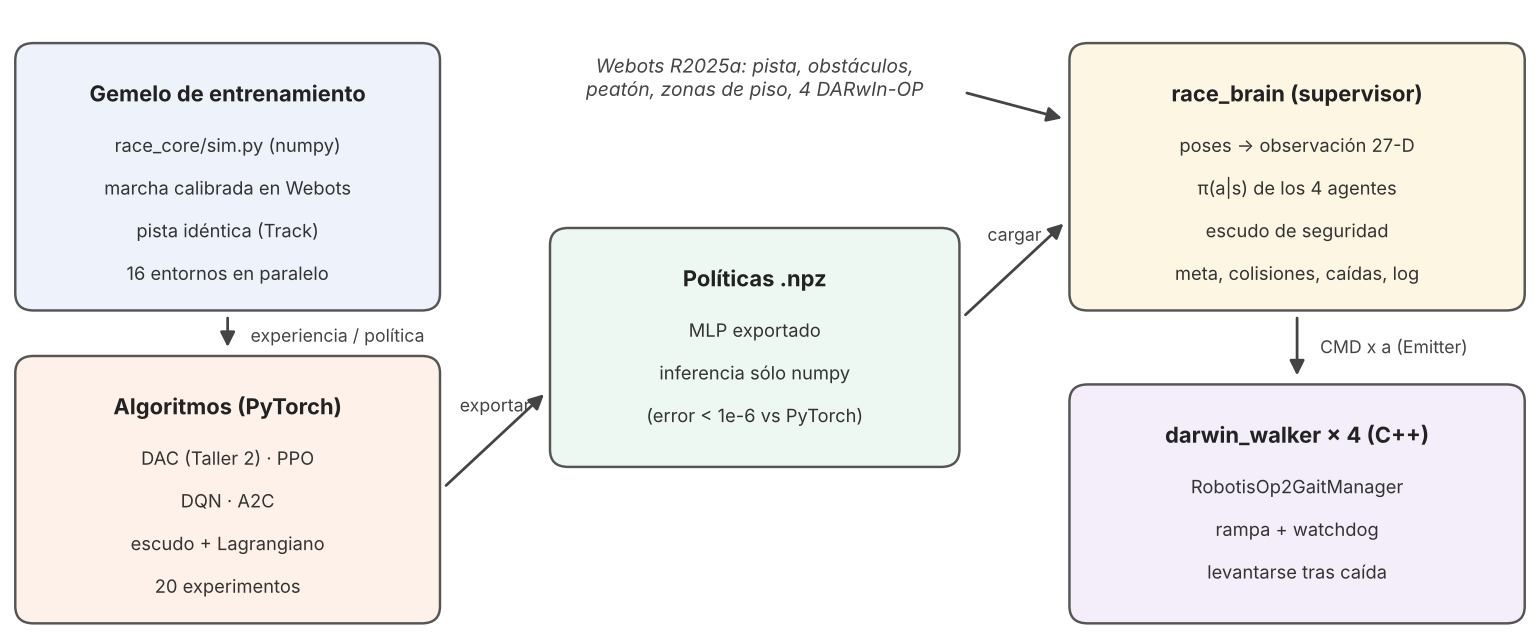 Gemelo de entrenamiento
race_core/sim.py (numpy)
marcha calibrada en Webots
pista idéntica (Track)
16 entornos en paralelo
experiencia / política
Algoritmos (PyTorch)
DAC (Taller 2) · PPO
DQN · A2C
escudo + Lagrangiano
20 experimentos
exportar
Webots R2025a: pista, obstáculos,
peatón, zonas de piso, 4 DARwIn-OP
Políticas .npz
MLP exportado
inferencia sólo numpy
(error < 1e-6 vs PyTorch)
cargar
race_brain (supervisor)
poses → observación 27-D
π(a|s) de los 4 agentes
escudo de seguridad
meta, colisiones, caídas, log
CMD x a (Emitter)
darwin_walker × 4 (C++)
RobotisOp2GaitManager
rampa + watchdog
levantarse tras caída